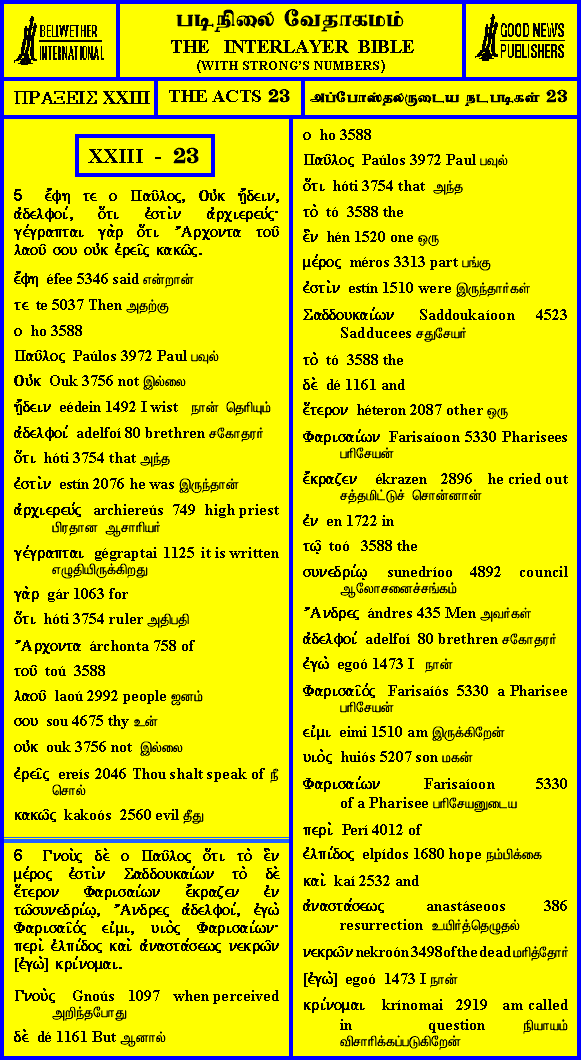 BELLWETHER
INTERNATIONAL
படிநிலை வேதாகமம்
THE INTERLAYER BIBLE
(WITH STRONG'S NUMBERS)
GOOD NEWS
PUBLISHERS
ΠΡΑΞΕΙΣ XXIII
THE ACTS 23
அப்போஸ்தலருடைய நடபடிகள் 23
XXIII - 23
5 ἔφη τε ο Παῦλος, Οὐκ ᾔδειν,
ἀδελφοί, ὅτι ἐστὶν ἀρχιερεύς·
γέγραπται γὰρ ὅτι Ἄρχοντα τοῦ
λαοῦ σου οὐκ ἐρεῖς κακῶς.
ἔφη éfee 5346 said என்றான்
τε te 5037 Then அதற்கு
ο ho 3588
Παῦλος Paúlos 3972 Paul பவுல்
Οὐκ Ouk 3756 not இல்லை
ᾔδειν eédein 1492 I wist நான் தெரியும்
ἀδελφοί adelfoí 80 brethren சகோதரர்
ὅτι hóti 3754 that அந்த
ἐστὶν estín 2076 he was இருந்தான்
ἀρχιερεύς archiereús 749 high priest
பிரதான ஆசாரியர்
γέγραπται gégraptai 1125 it is written
எழுதியிருக்கிறது
γὰρ gár 1063 for
ὅτι hóti 3754 ruler அதிபதி
Ἄρχοντα árchonta 758 of
τοῦ toú 3588
λαοῦ laoú 2992 people ஜனம்
σου sou 4675 thy உன்
οὐκ ouk 3756 not இல்லை
ἐρεῖς ereís 2046 Thou shalt speak of நீ
சொல்
κακῶς kakoós 2560 evil தீது
6 Γνοὺς δὲ ο Παῦλος ὅτι τὸ ἓν
μέρος ἐστὶν Σαδδουκαίων τὸ δὲ
ἕτερον Φαρισαίων ἔκραζεν ἐν
τῶσυνεδρίῳ, Ἄνδρες ἀδελφοί, ἐγὼ
Φαρισαῖός εἰμι, υιὸς Φαρισαίων·
περὶ ἐλπίδος καὶ ἀναστάσεως νεκρῶν
[ἐγὼ] κρίνομαι.
Γνοὺς Gnoús 1097 when perceived
அறிந்தபோது
δὲ dé 1161 But ஆனால்
ο ho 3588
Παῦλος Paúlos 3972 Paul பவுல்
ὅτι hóti 3754 that அந்த
τὸ tó 3588 the
ἓν hén 1520 one ஒரு
μέρος méros 3313 part பங்கு
ἐστὶν estín 1510 were இருந்தார்கள்
Σαδδουκαίων Saddoukaíoon 4523
Sadducees சதுசேயர்
τὸ tó 3588 the
δὲ dé 1161 and
ἕτερον héteron 2087 other ஒரு
Φαρισαίων Farisaíoon 5330 Pharisees
பரிசேயன்
ἔκραζεν ékrazen 2896 he cried out
சத்தமிட்டுச் சொன்னான்
ἐν en 1722 in
τῷ toó 3588 the
συνεδρίῳ sunedríoo 4892 council
ஆலோசனைச்சங்கம்
Ἄνδρες ándres 435 Men அவர்கள்
ἀδελφοί adelfoí 80 brethren சகோதரர்
ἐγὼ egoó 1473 I நான்
Φαρισαῖός Farisaíós 5330 a Pharisee
பரிசேயன்
εἰμι eimi 1510 am இருக்கிறேன்
υιὸς huiós 5207 son மகன்
Φαρισαίων Farisaíoon 5330
of a Pharisee பரிசேயனுடைய
περὶ Perí 4012 of
ἐλπίδος elpídos 1680 hope நம்பிக்கை
καὶ kaí 2532 and
ἀναστάσεως anastáseoos 386
resurrection உயிர்த்தெழுதல்
νεκρῶν nekroón 3498 of the dead மரித்தோர்
[ἐγὼ] egoó 1473 I நான்
κρίνομαι krínomai 2919 am called
in question நியாயம்
விசாரிக்கப்படுகிறேன்